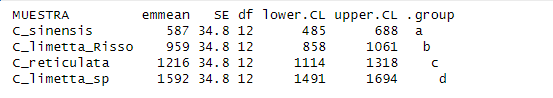 MUESTRA emmean SE df lower.CL upper.CL .group
C_sinensis 587 34.8 12 485 688 a
C_limetta_Risso 959 34.8 12 858 1061 b
C_reticulata 1216 34.8 12 1114 1318 c
C_limetta_sp 1592 34.8 12 1491 1694 d